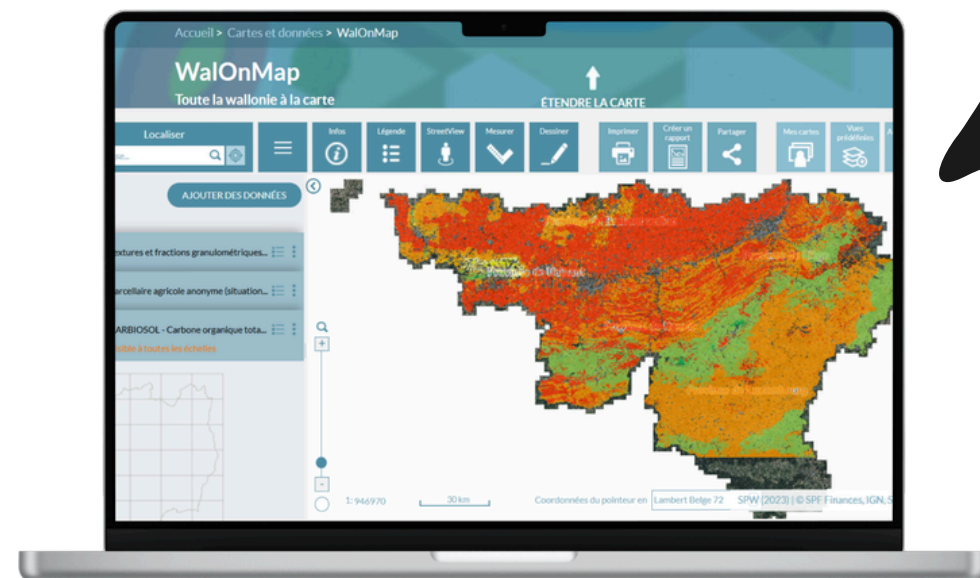 Accueil > Cartes et données > WalOnMap
WalOnMap
Toute la wallonie à la carte
ÉTENDRE LA CARTE
Localiser
Infos
Légende
StreetView
Mesurer
Dessiner
Imprimer
Créer un
rapport
Partager
Mes cartes
Vues
prédéfinies
AJOUTER DES DONNÉES
extures et fractions granulométriques...
arcellaire agricole anonyme (situation...
ARBIOSOL - Carbone organique tota...
sible à toutes les échelles
+
-
1: 946970
30 km
Coordonnées du pointeur en
Lambert Belge 72
SPW (2023) | © SPF Finances, IGN, S